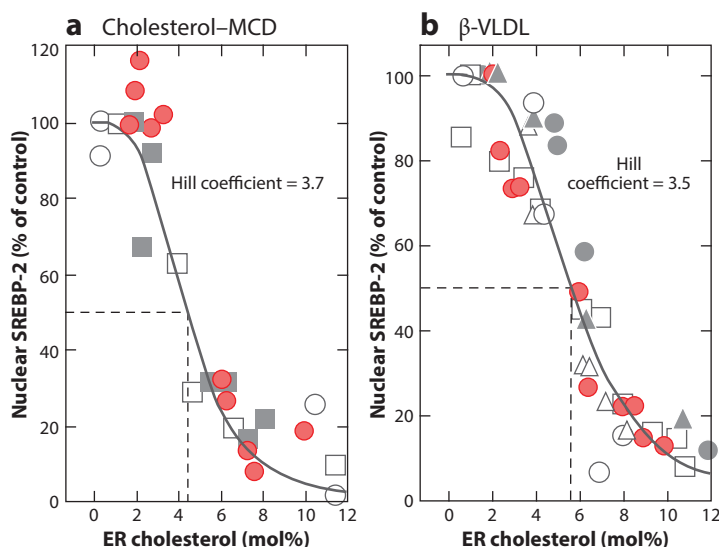 a Cholesterol–MCD
Nuclear SREBP-2 (% of control)
120
100
80
60
40
20
0
Hill coefficient = 3.7
0 2 4 6 8 10 12
ER cholesterol (mol%)
b β-VLDL
Nuclear SREBP-2 (% of control)
100
80
60
40
20
0
Hill
coefficient = 3.5
0 2 4 6 8 10 12
ER cholesterol (mol%)